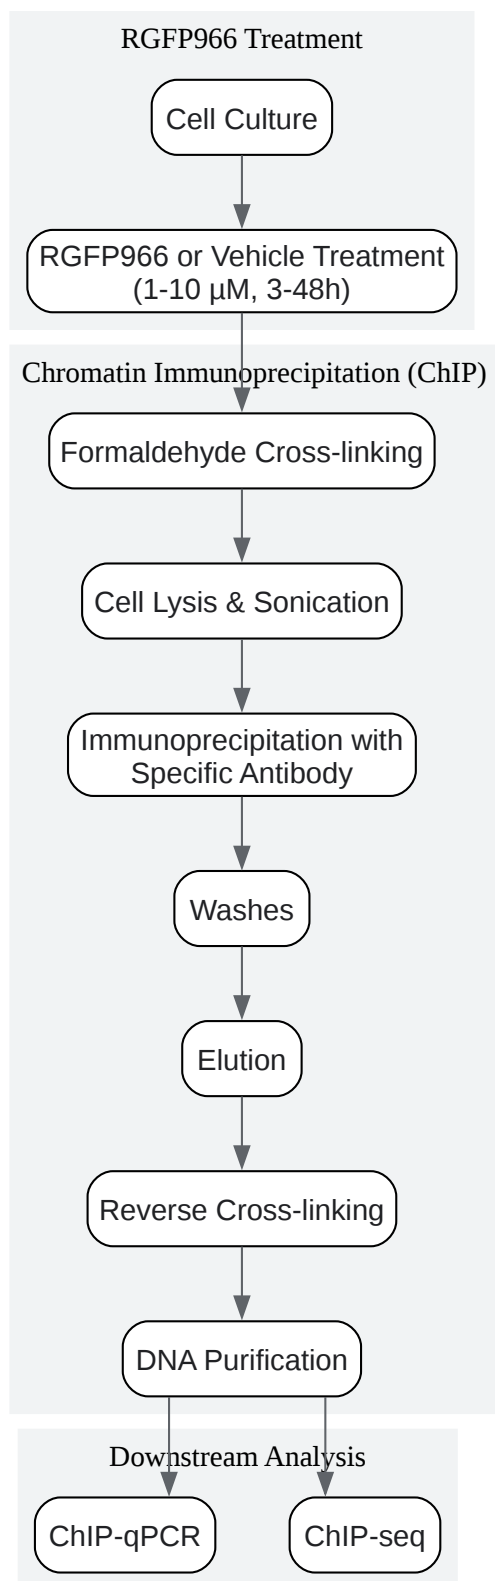 RGFP966 Treatment
Cell Culture
RGFP966 or Vehicle Treatment
(1-10 µM, 3-48h)
Chromatin Immunoprecipitation (ChIP)
Formaldehyde Cross-linking
Cell Lysis & Sonication
Immunoprecipitation with
Specific Antibody
Washes
Elution
Reverse Cross-linking
DNA Purification
Downstream Analysis
ChIP-qPCR
ChIP-seq